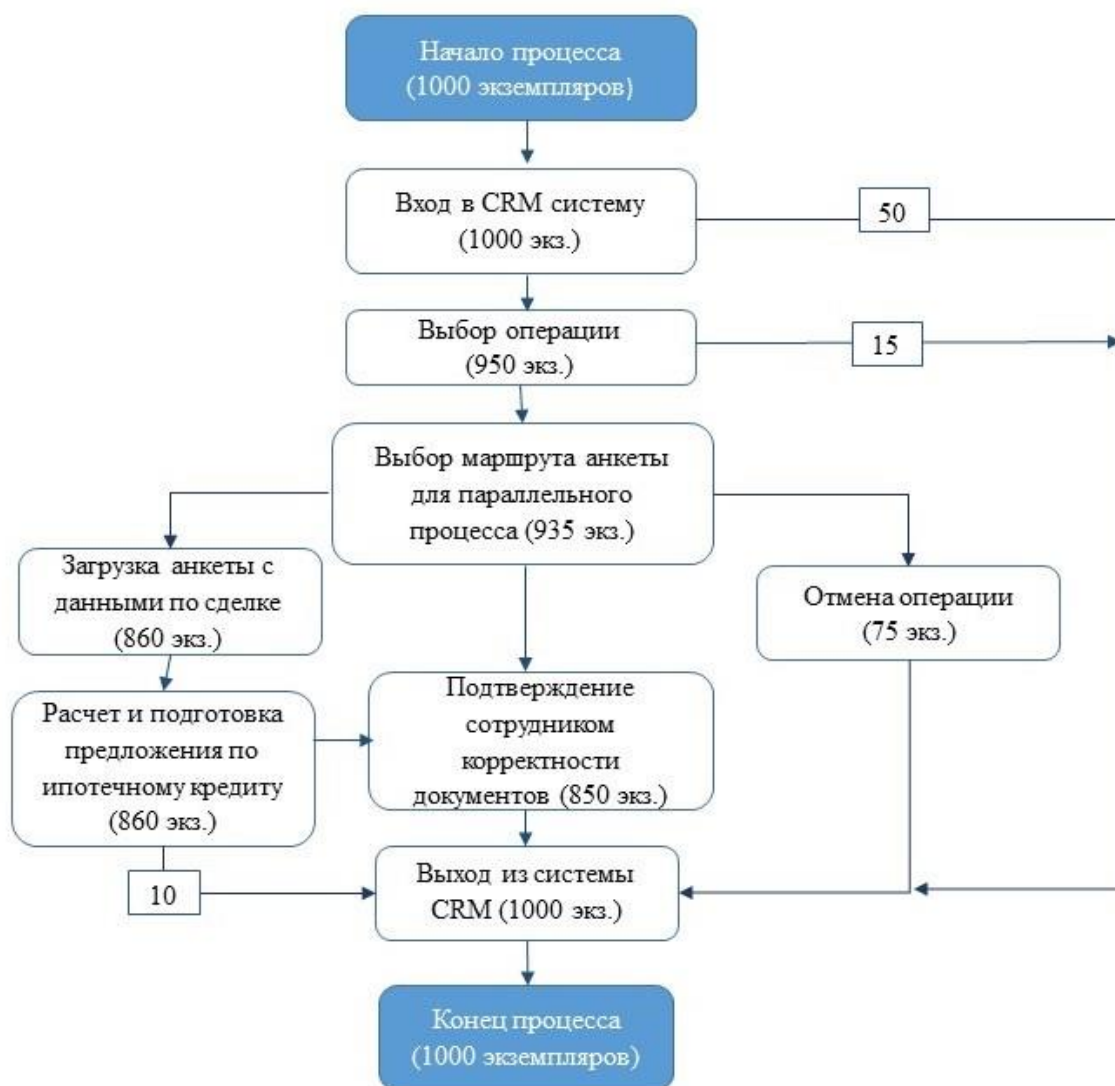 Начало процесса
(1000 экземпляров)
Вход в CRM систему
(1000 экз.)
50
Выбор операции
(950 экз.)
15
Выбор маршрута анкеты
для параллельного
процесса (935 экз.)
Загрузка анкеты с
данными по сделке
(860 экз.)
Отмена операции
(75 экз.)
Расчет и подготовка
предложения по
ипотечному кредиту
(860 экз.)
Подтверждение
сотрудником
корректности
документов (850 экз.)
10
Выход из системы
CRM (1000 экз.)
Конец процесса
(1000 экземпляров)